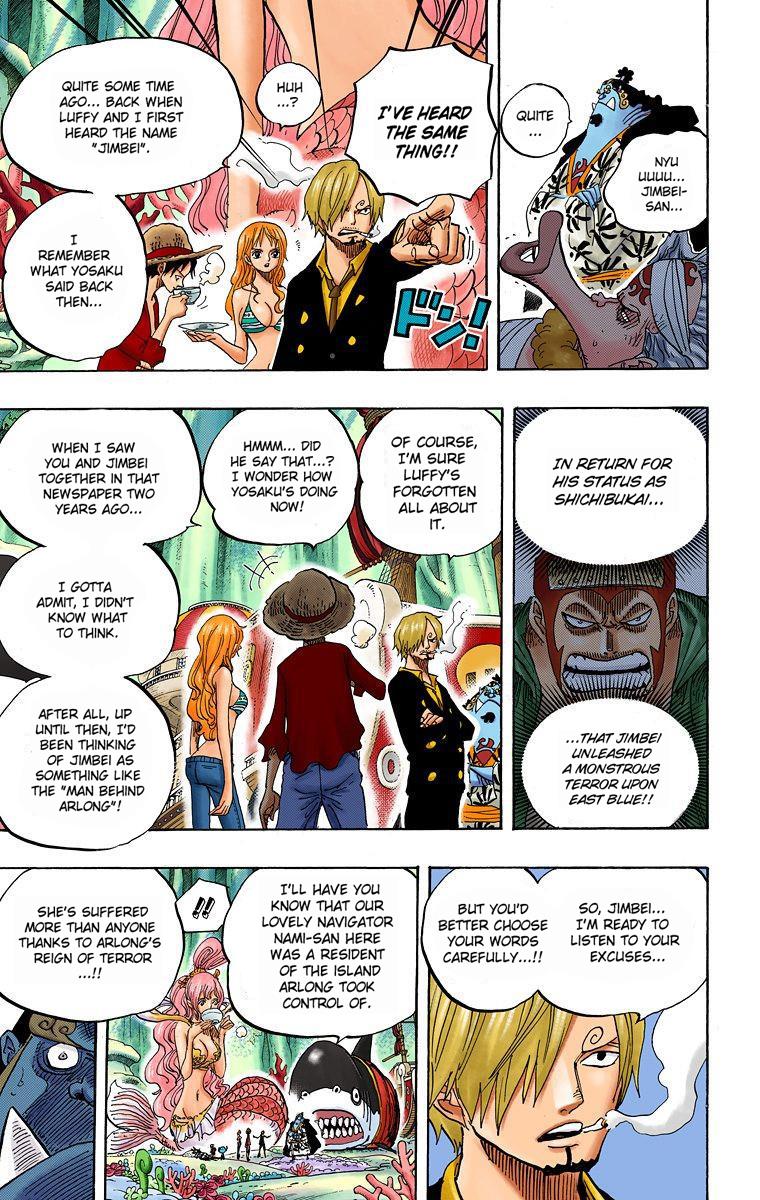 QUITE
...
NYU
UUUU...
JIMBEI-
SAN...
I'VE HEARD
THE SAME
THING!!
HUH
...?
QUITE SOME TIME
AGO... BACK WHEN
LUFFY AND I FIRST
HEARD THE NAME
"JIMBEI".
I
REMEMBER
WHAT YOSAKU
SAID BACK
THEN...
ドン!
IN RETURN FOR
HIS STATUS AS
SHICHIBUKAI...
...THAT JIMBEI
UNLEASHED
A MONSTROUS
TERROR UPON
EAST BLUE!!
OF COURSE,
I'M SURE
LUFFY'S
FORGOTTEN
ALL ABOUT
IT.
HMMM... DID
HE SAY THAT...?
I WONDER HOW
YOSAKU'S DOING
NOW!
WHEN I SAW
YOU AND JIMBEI
TOGETHER IN THAT
NEWSPAPER TWO
YEARS AGO...
I GOTTA
ADMIT, I DIDN'T
KNOW WHAT
TO THINK.
AFTER ALL, UP
UNTIL THEN, I'D
BEEN THINKING
OF JIMBEI AS
SOMETHING LIKE
THE "MAN BEHIND
ARLONG"!
SO, JIMBEI...
I'M READY TO
LISTEN TO YOUR
EXCUSES...
BUT YOU'D
BETTER CHOOSE
YOUR WORDS
CAREFULLY...!!
I'LL HAVE YOU
KNOW THAT OUR
LOVELY NAVIGATOR
NAMI-SAN HERE
WAS A RESIDENT
OF THE ISLAND
ARLONG TOOK
CONTROL OF.
!!
SHE'S SUFFERED
MORE THAN ANYONE
THANKS TO ARLONG'S
REIGN OF TERROR
...!!